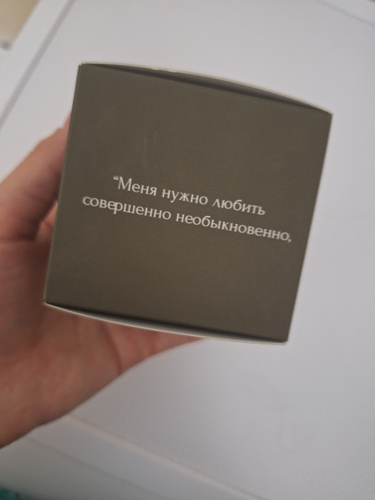 “Меня нужно любить
совершенно необыкновенно,